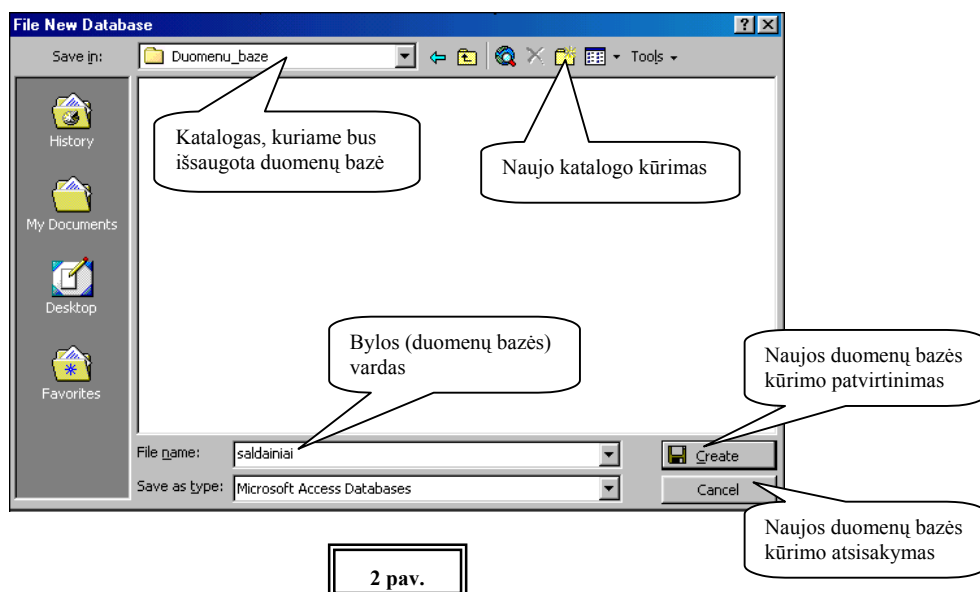 File New Database
Save in:
Duomenu_baze
Tools
History
Katalogas, kuriame bus
išsaugota duomenų bazė
Naujo katalogo kūrimas
My Documents
Desktop
Favorites
Bylos (duomenų bazės)
vardas
Naujos duomenų bazės
kūrimo patvirtinimas
File name:
saldainiai
Create
Save as type:
Microsoft Access Databases
Cancel
Naujos duomenų bazės
kūrimo atsisakymas
2 pav.